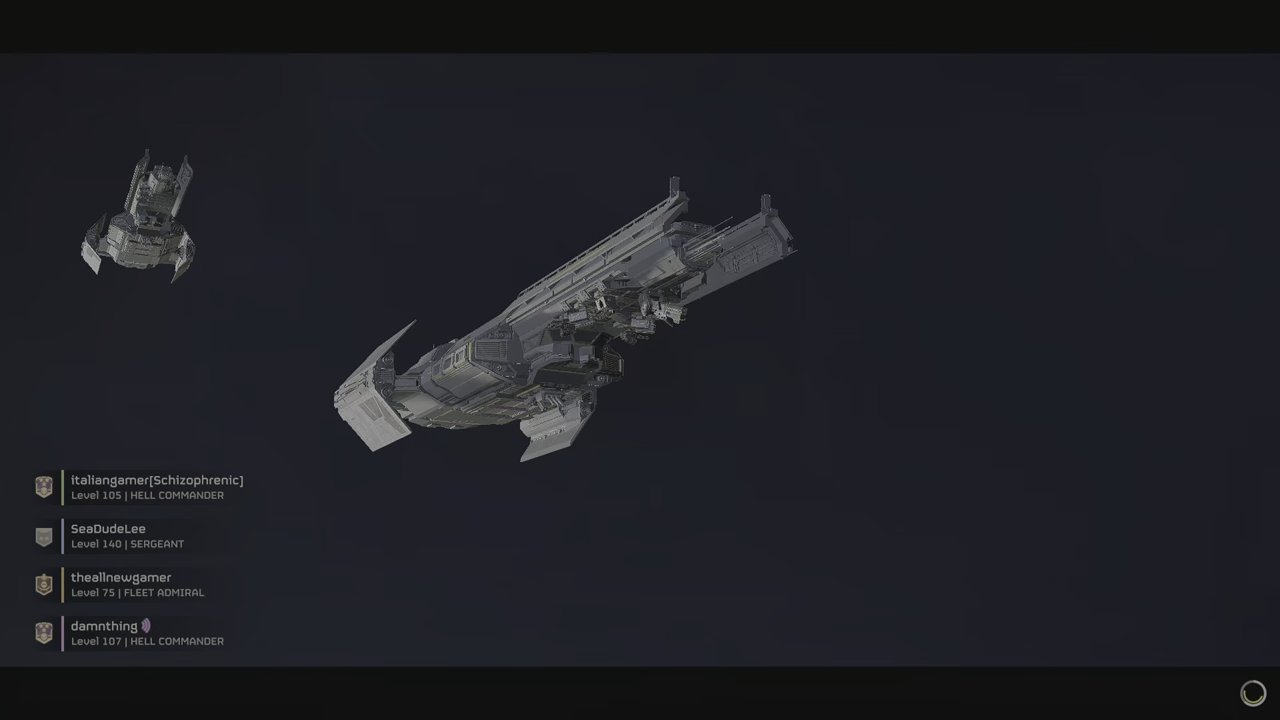 italiangamer[Schizophrenic]
Level 105 | HELL COMMANDER
SeaDudeLee
Level 140 | SERGEANT
theallnewgamer
Level 75 | FLEET ADMIRAL
damnthing
Level 107 | HELL COMMANDER